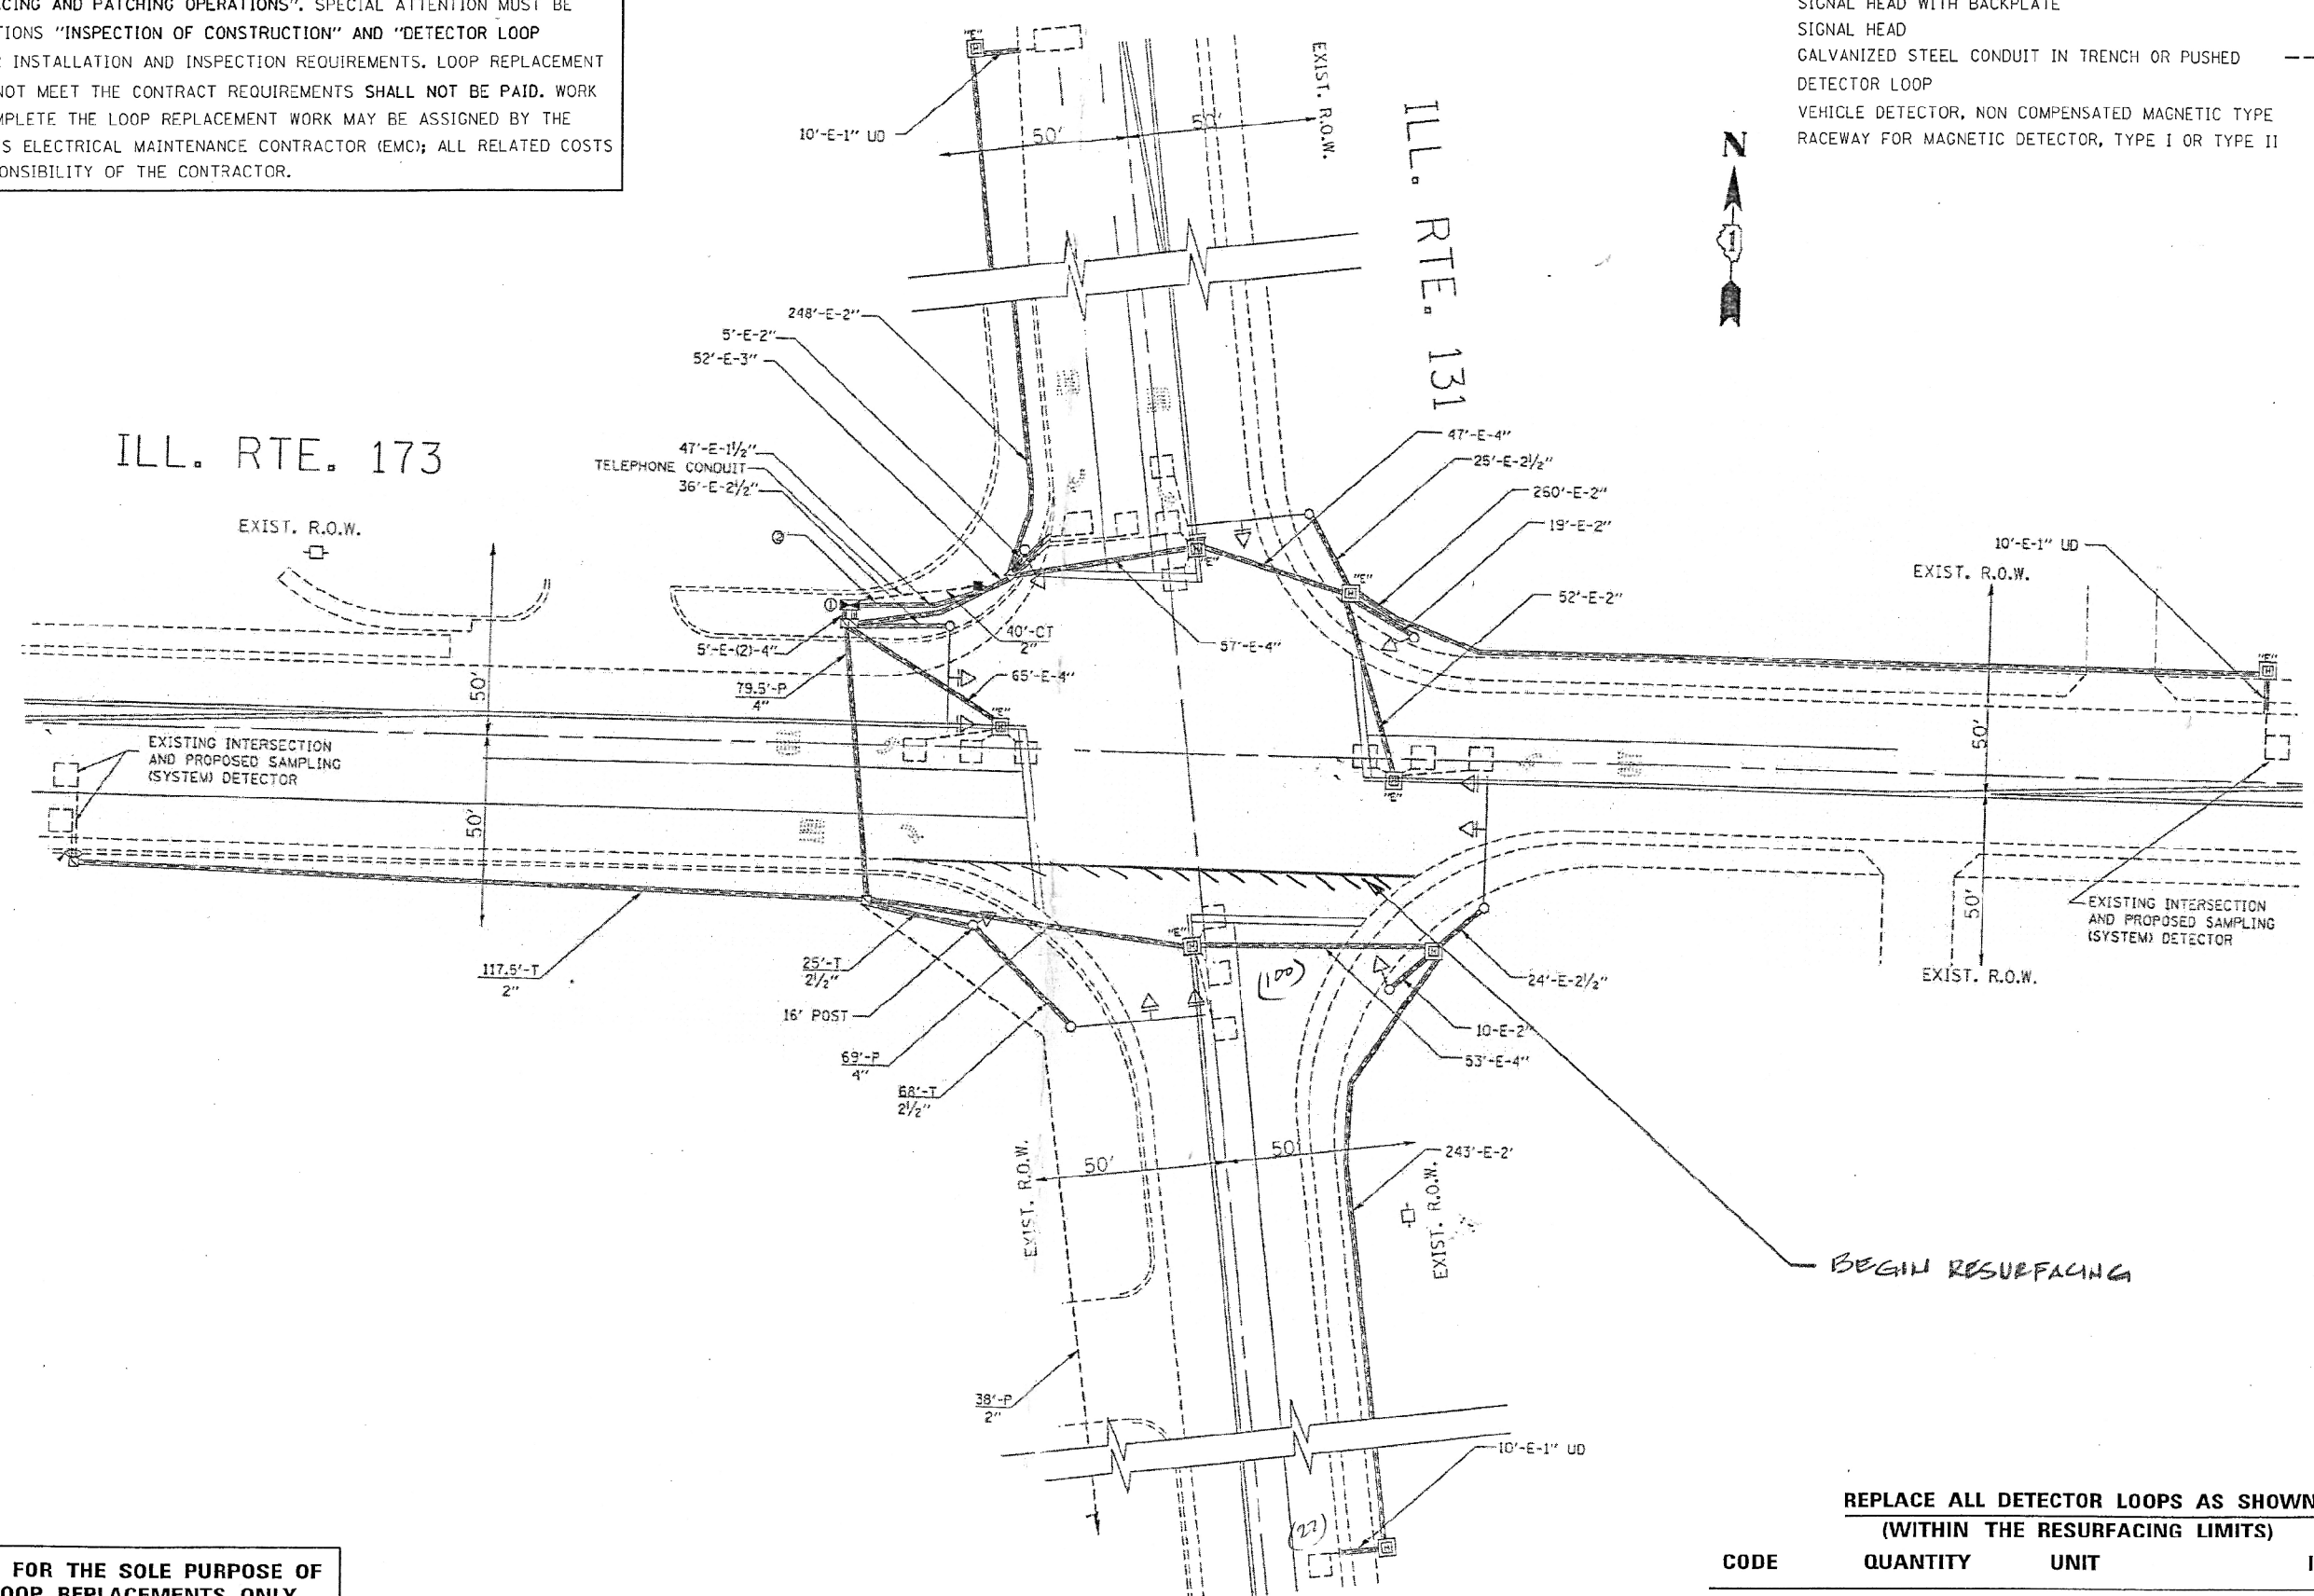 CING AND PATCHING OPERATIONS". SPECIAL ATTENTION MUST BE
TIONS "INSPECTION OF CONSTRUCTION" AND "DETECTOR LOOP
INSTALLATION AND INSPECTION REQUIREMENTS. LOOP REPLACEMENT
NOT MEET THE CONTRACT REQUIREMENTS SHALL NOT BE PAID. WORK
MPLETE THE LOOP REPLACEMENT WORK MAY BE ASSIGNED BY THE
S ELECTRICAL MAINTENANCE CONTRACTOR (EMC); ALL RELATED COSTS
ONSIBILITY OF THE CONTRACTOR.
SIGNAL HEAD WITH BACKPLATE
SIGNAL HEAD
GALVANIZED STEEL CONDUIT IN TRENCH OR PUSHED
DETECTOR LOOP
VEHICLE DETECTOR, NON COMPENSATED MAGNETIC TYPE
RACEWAY FOR MAGNETIC DETECTOR, TYPE I OR TYPE II
N
1
"E"
10'-E-1" UD
50'
50'
EXIST. R.O.W.
ILL. RTE. 131
248'-E-2"
5'-E-2"
52'-E-3"
47'-E-1½"
TELEPHONE CONDUIT
36'-E-2½"
②
①
ILL. RTE. 173
EXIST. R.O.W.
47'-E-4"
25'-E-2½"
260'-E-2"
19'-E-2"
52'-E-2"
"E"
"E"
10'-E-1" UD
EXIST. R.O.W.
"E"
5'-E-(2)-4"
40'-CT
2"
57'-E-4"
79.5'-P
4"
65'-E-4"
"E"
50'
50'
EXISTING INTERSECTION
AND PROPOSED SAMPLING
(SYSTEM) DETECTOR
"E"
50'
50'
EXISTING INTERSECTION
AND PROPOSED SAMPLING
(SYSTEM) DETECTOR
EXIST. R.O.W.
117.5'-T
2"
25'-T
2½"
16' POST
69'-P
4"
68'-T
2½"
"E"
(call)
24'-E-2½"
10-E-2"
53'-E-4"
50'
50'
EXIST. R.O.W.
243'-E-2'
EXIST. R.O.W.
BEGIN RESURFACING
38'-P
2"
10'-E-1" UD
(22)
REPLACE ALL DETECTOR LOOPS AS SHOWN
(WITHIN THE RESURFACING LIMITS)
CODE QUANTITY UNIT I
FOR THE SOLE PURPOSE OF
OOP REPLACEMENTS ONLY